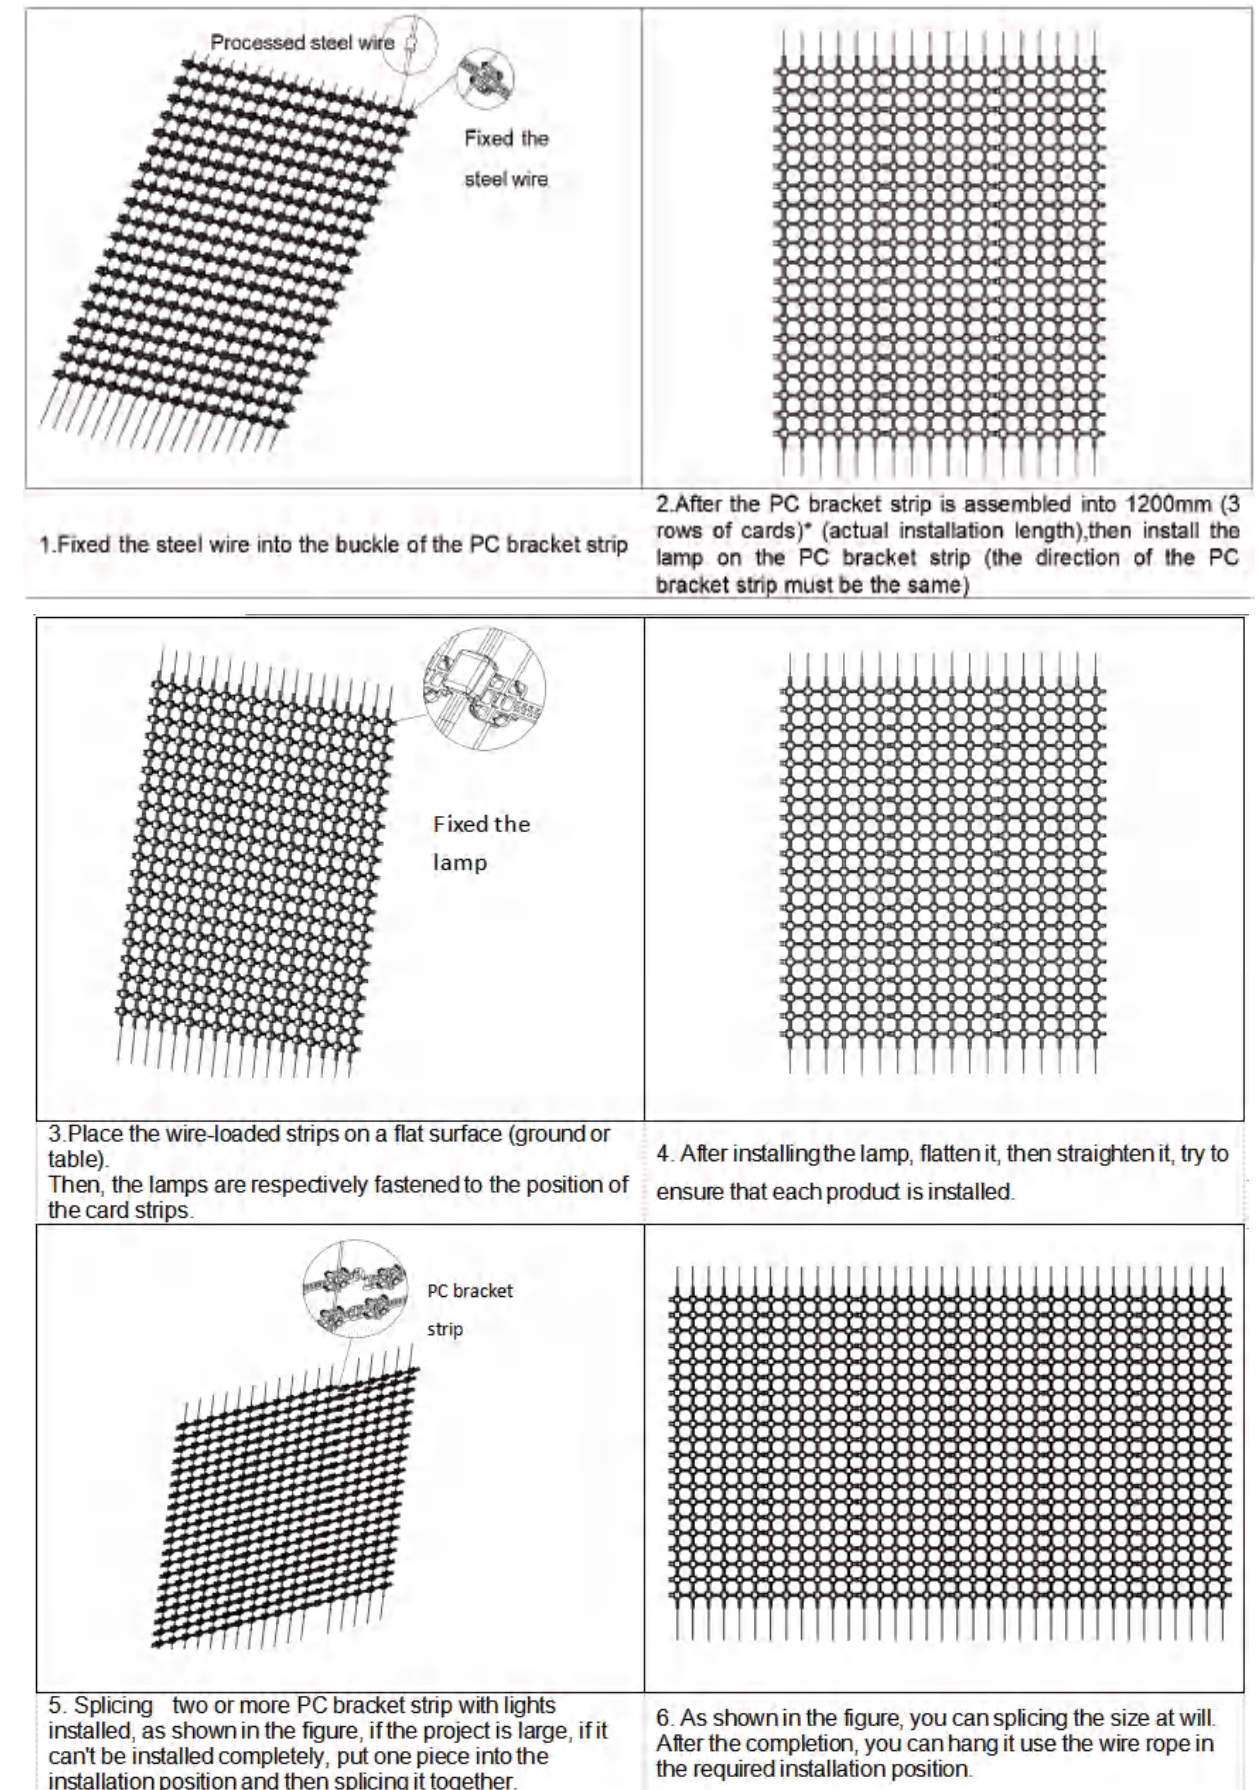 Processed steel wire
Fixed the
steel wire
1.Fixed the steel wire into the buckle of the PC bracket strip
2.After the PC bracket strip is assembled into 1200mm (3
rows of cards)* (actual installation length),then install the
lamp on the PC bracket strip (the direction of the PC
bracket strip must be the same)
Fixed the
lamp
3.Place the wire-loaded strips on a flat surface (ground or
table).
Then, the lamps are respectively fastened to the position of
the card strips.
4. After installing the lamp, flatten it, then straighten it, try to
ensure that each product is installed.
PC bracket
strip
5. Splicing two or more PC bracket strip with lights
installed, as shown in the figure, if the project is large, if it
can't be installed completely, put one piece into the
installation position and then splicing it together.
6. As shown in the figure, you can splicing the size at will.
After the completion, you can hang it use the wire rope in
the required installation position.